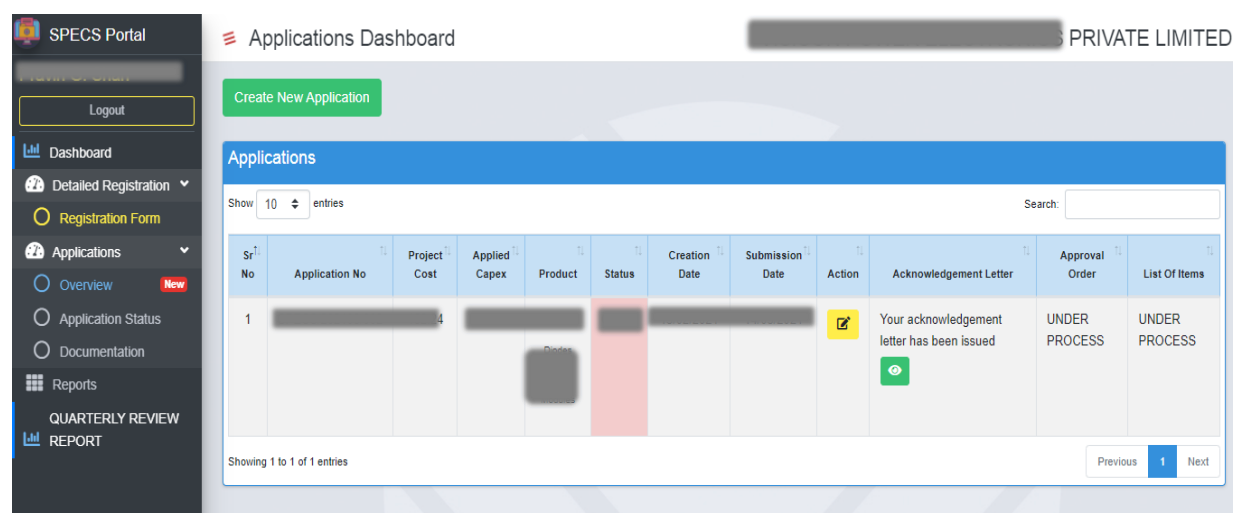 SPECS Portal
Applications Dashboard
PRIVATE LIMITED
Logout
Create New Application
Dashboard
Detailed Registration
Registration Form
Applications
Overview New
Application Status
Documentation
Reports
QUARTERLY REVIEW
REPORT
Applications
Show 10 entries
Search:
Sr No
Application No
Project Cost
Applied Capex
Product
Status
Creation Date
Submission Date
Action
Acknowledgement Letter
Approval Order
List Of Items
1
4
Your acknowledgement
letter has been issued
UNDER
PROCESS
UNDER
PROCESS
Showing 1 to 1 of 1 entries
Previous 1 Next